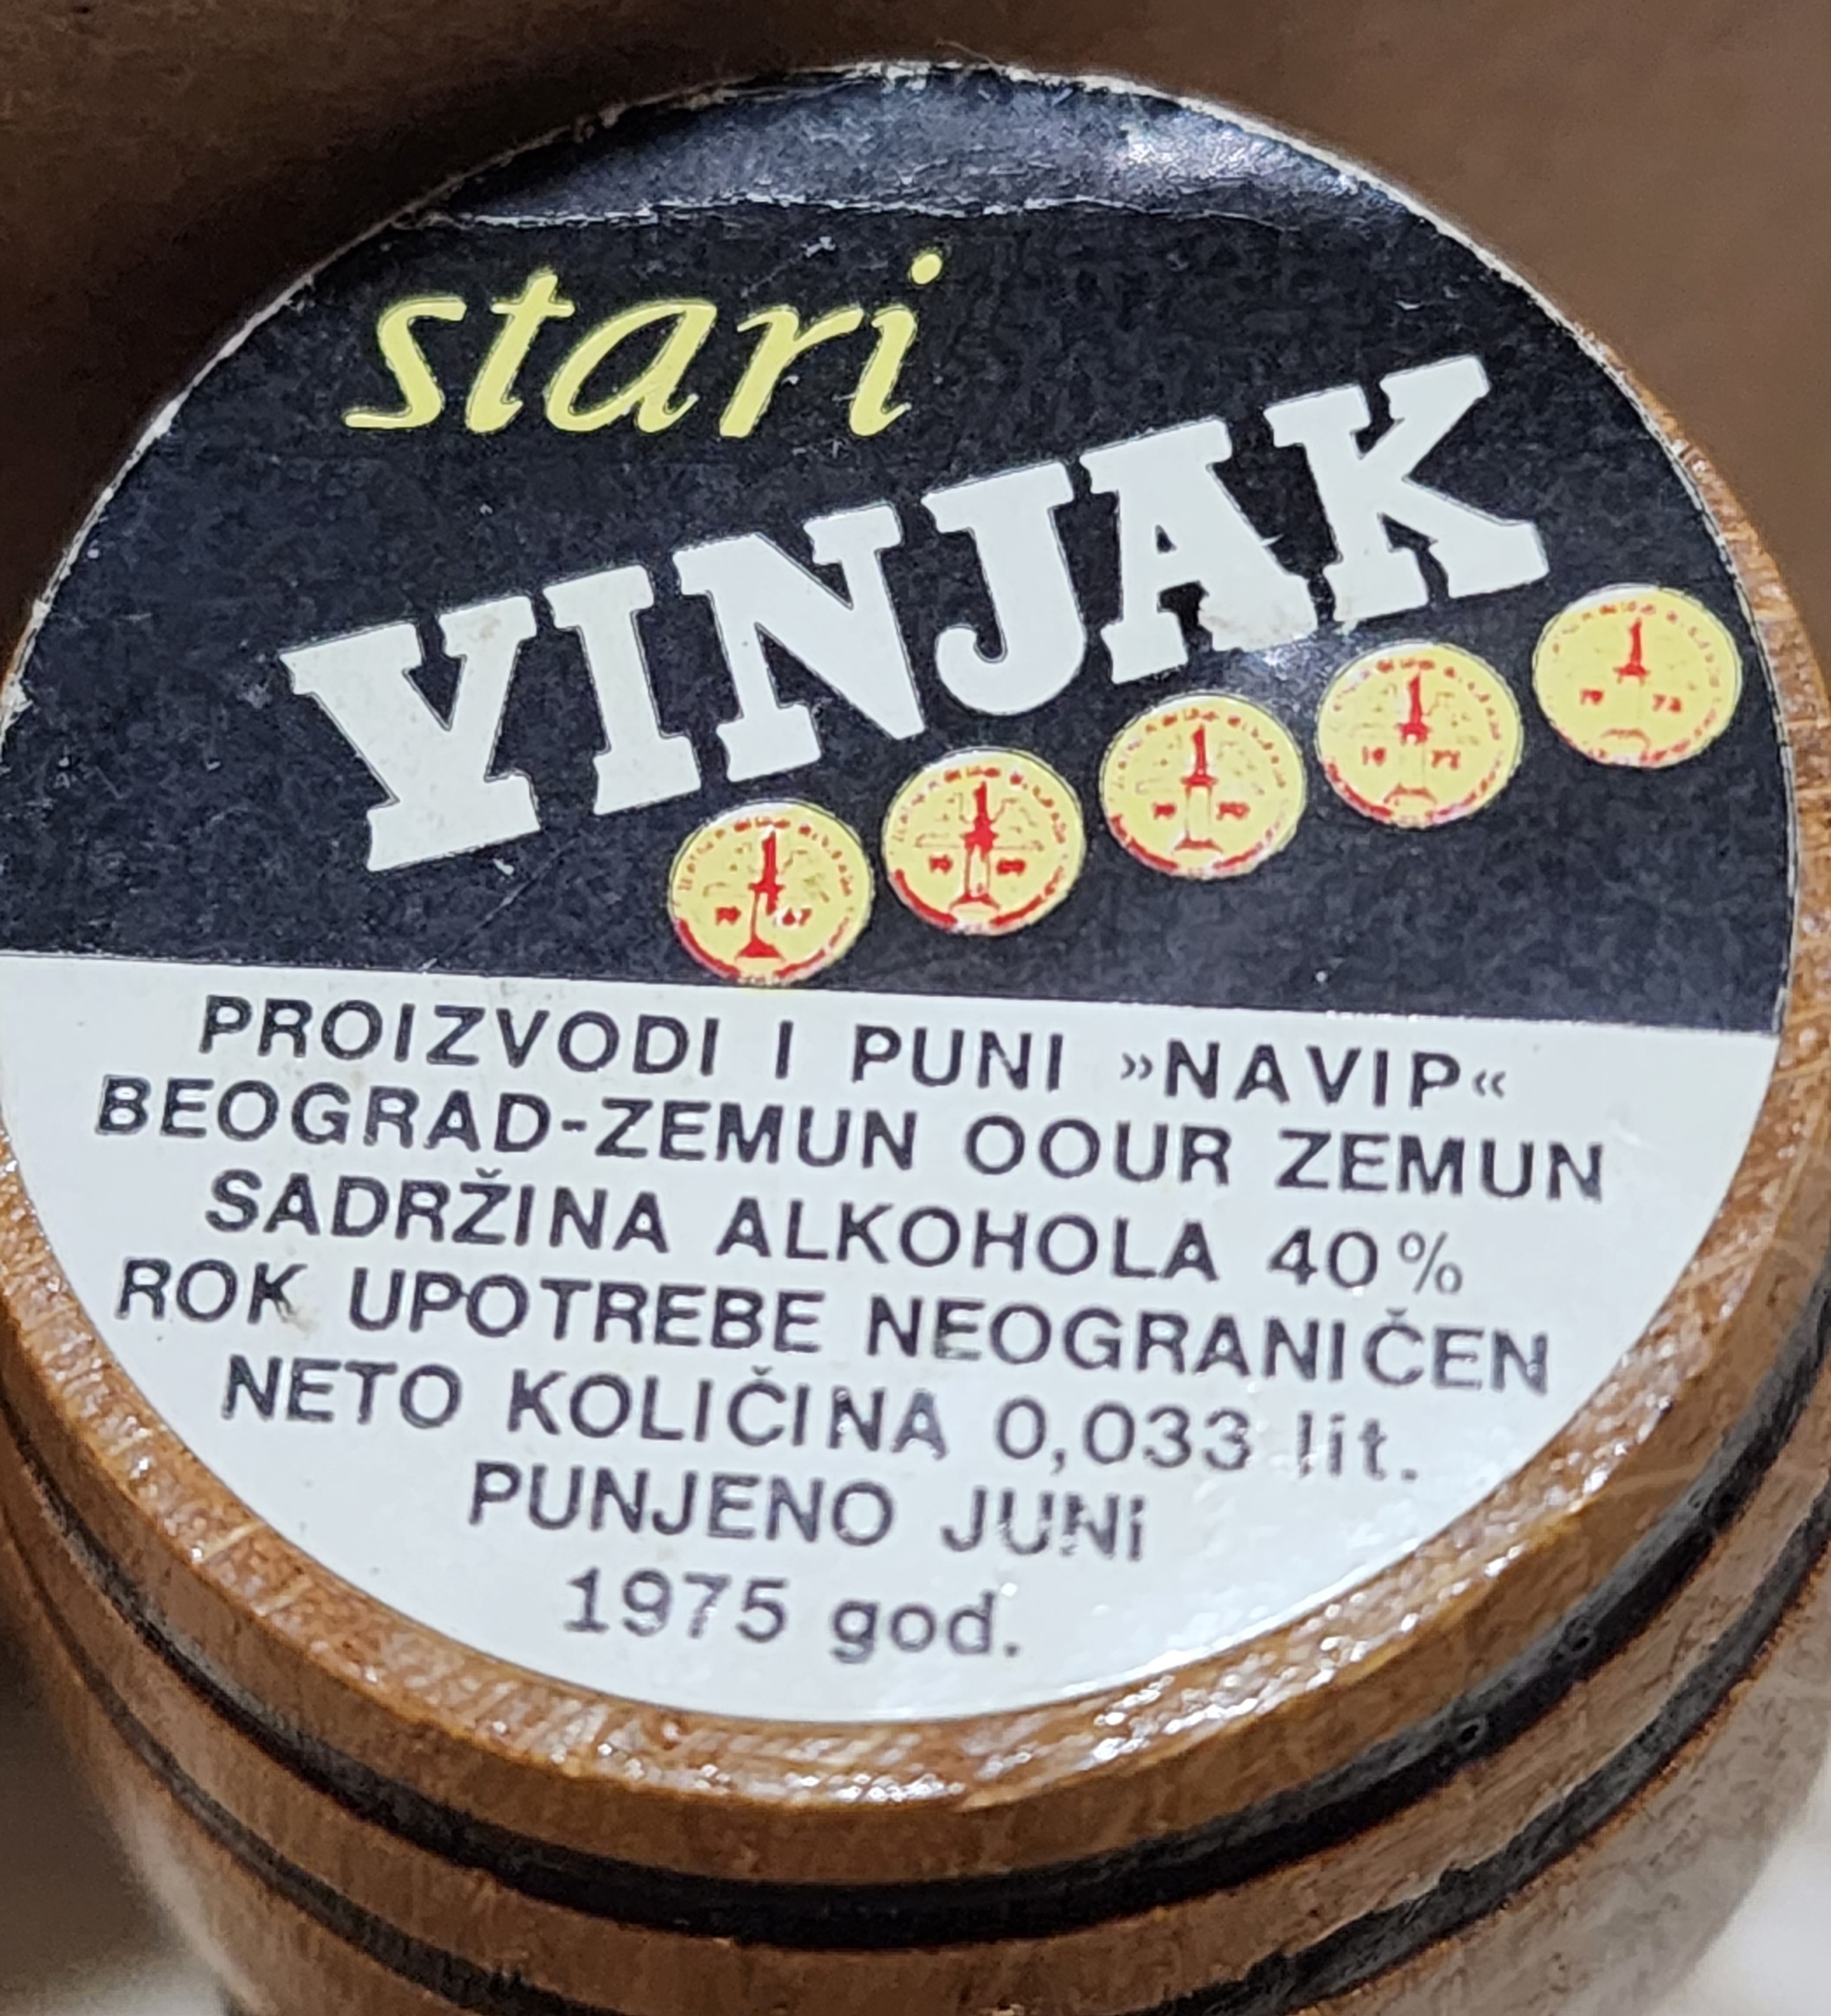 stari
VINJAK
PROIZVODI I PUNI »NAVIP«
BEOGRAD-ZEMUN OOUR ZEMUN
SADRŽINA ALKOHOLA 40%
ROK UPOTREBE NEOGRANIČEN
NETO KOLIČINA 0,033 lit.
PUNJENO JUNI
1975 god.